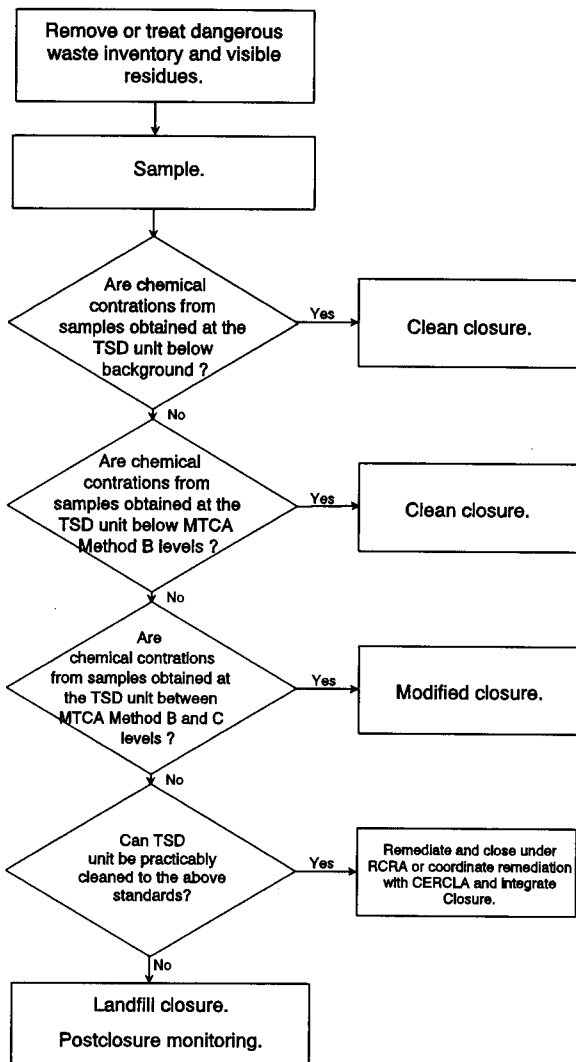 Remove or treat dangerous
waste inventory and visible
residues.
Sample.
Are chemical
contrations from
samples obtained at the
TSD unit below
background ?
Yes
Clean closure.
No
Are chemical
contrations from
samples obtained at the
TSD unit below MTCA
Method B levels ?
Yes
Clean closure.
No
Are
chemical contrations
from samples obtained at
the TSD unit between
MTCA Method B and C
levels ?
Yes
Modified closure.
No
Can TSD
unit be practicably
cleaned to the above
standards?
Yes
Remediate and close under
RCRA or coordinate remediation
with CERCLA and integrate
Closure.
No
Landfill closure.
Postclosure monitoring.